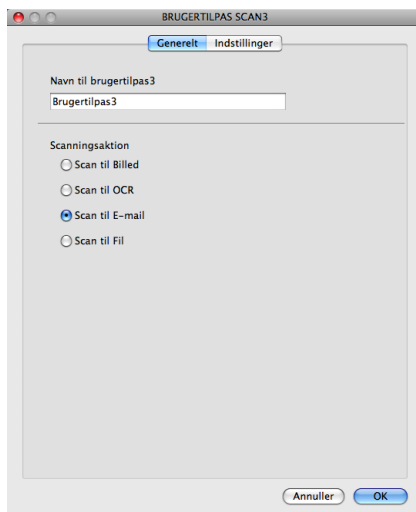 BRUGERTILPAS SCAN3
Generelt Indstillinger
Navn til brugertilpas3
Brugertilpas3
Scanningsaktion
Scan til Billed
Scan til OCR
Scan til E-mail
Scan til Fil
Annuller OK